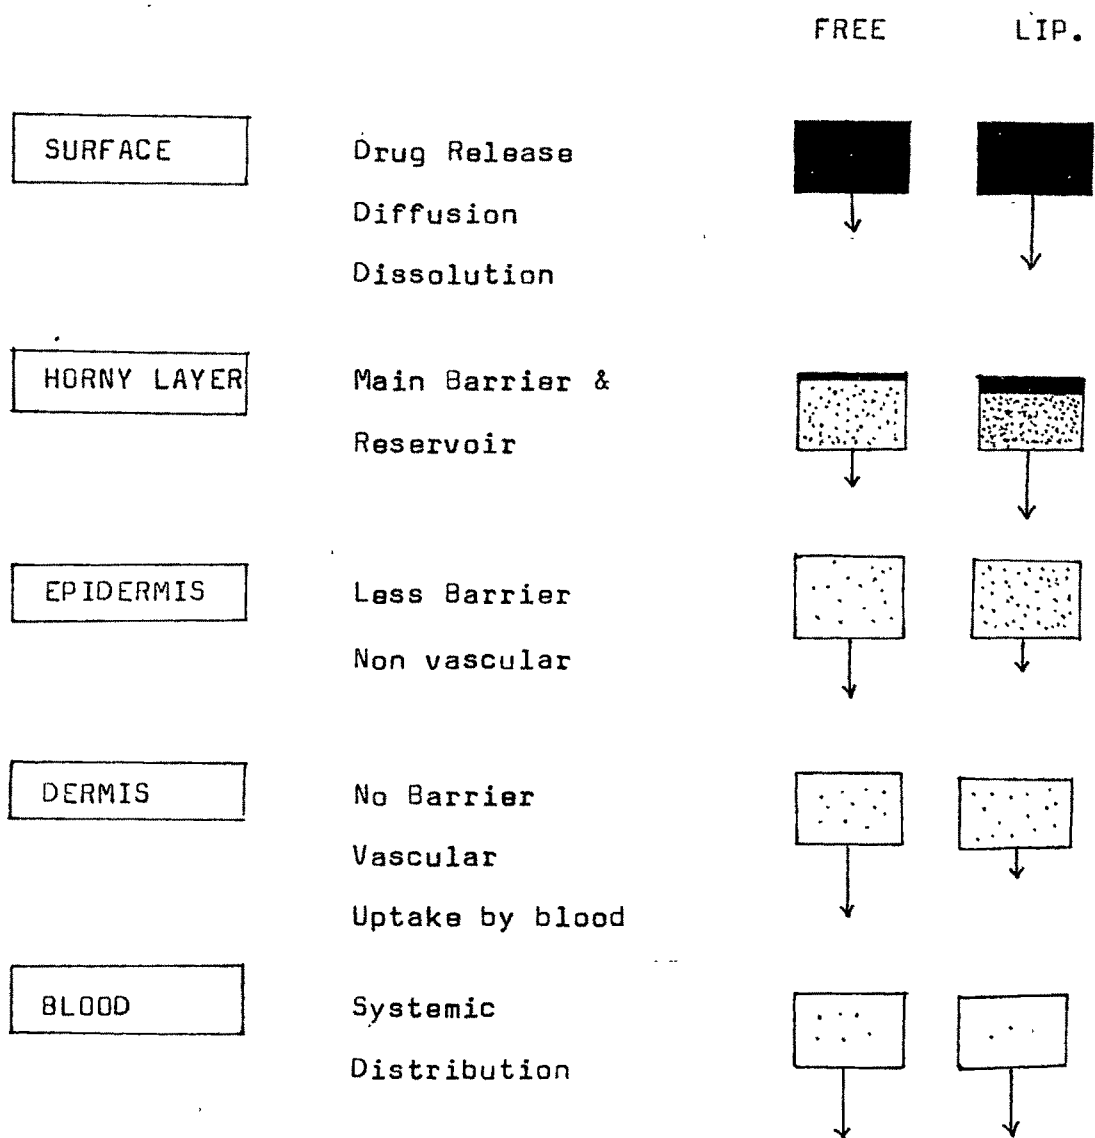 FREE LIP.
SURFACE Drug Release
Diffusion
Dissolution
HORNY LAYER Main Barrier &
Reservoir
EPIDERMIS Less Barrier
Non vascular
DERMIS No Barrier
Vascular
Uptake by blood
BLOOD Systemic
Distribution